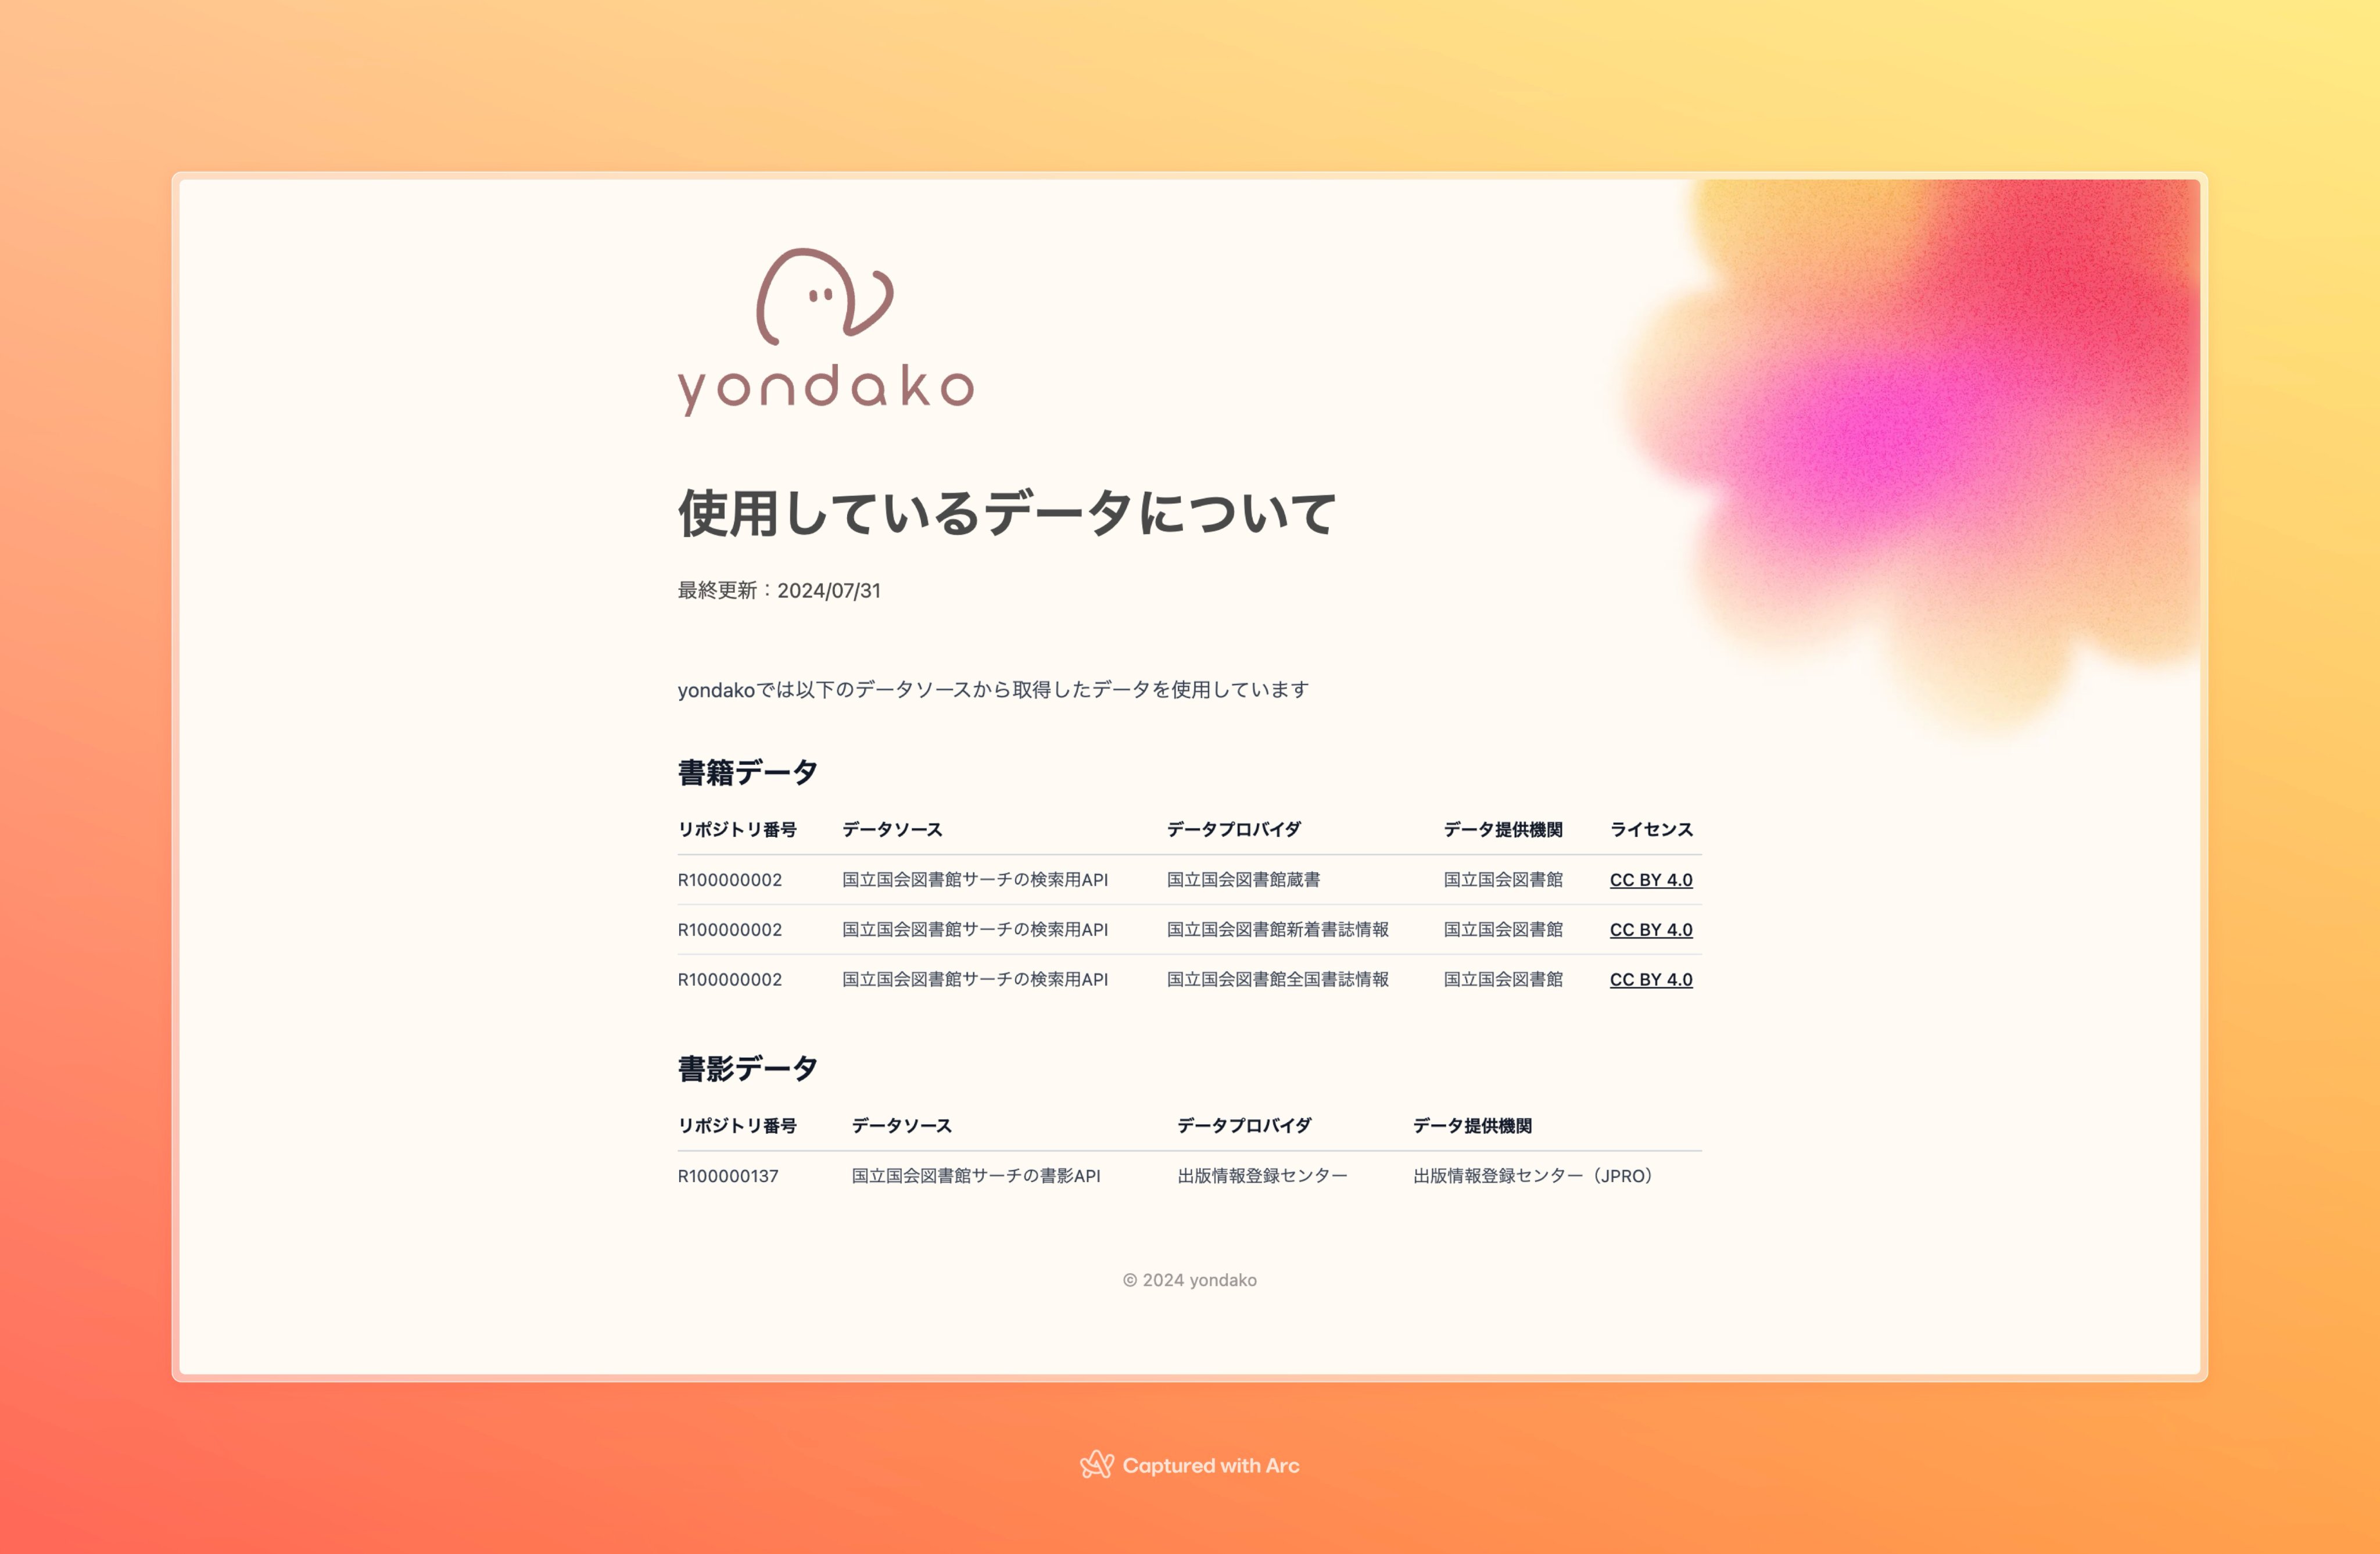 yondako
使用しているデータについて
最終更新：2024/07/31
yondakoでは以下のデータソースから取得したデータを使用しています
書籍データ
リポジトリ番号 データソース データプロバイダ データ提供機関 ライセンス
R100000002 国立国会図書館サーチの検索用API 国立国会図書館蔵書 国立国会図書館 CC BY 4.0
R100000002 国立国会図書館サーチの検索用API 国立国会図書館新着書誌情報 国立国会図書館 CC BY 4.0
R100000002 国立国会図書館サーチの検索用API 国立国会図書館全国書誌情報 国立国会図書館 CC BY 4.0
書影データ
リポジトリ番号 データソース データプロバイダ データ提供機関
R100000137 国立国会図書館サーチの書影API 出版情報登録センター 出版情報登録センター（JPRO）
© 2024 yondako
Captured with Arc